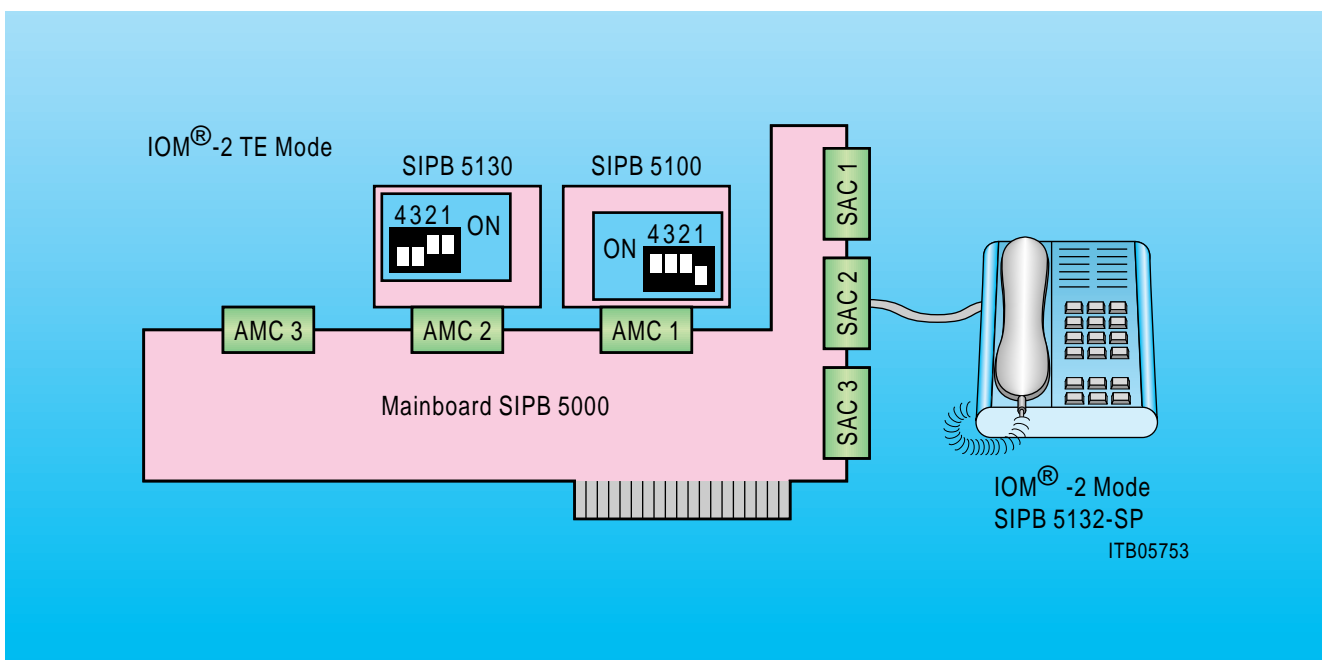 IOM®-2 TE Mode
SIPB 5130
SIPB 5100
4321
ON
ON
4321
SAC 1
SAC 2
SAC 3
AMC 3
AMC 2
AMC 1
Mainboard SIPB 5000
IOM® -2 Mode
SIPB 5132-SP
ITB05753